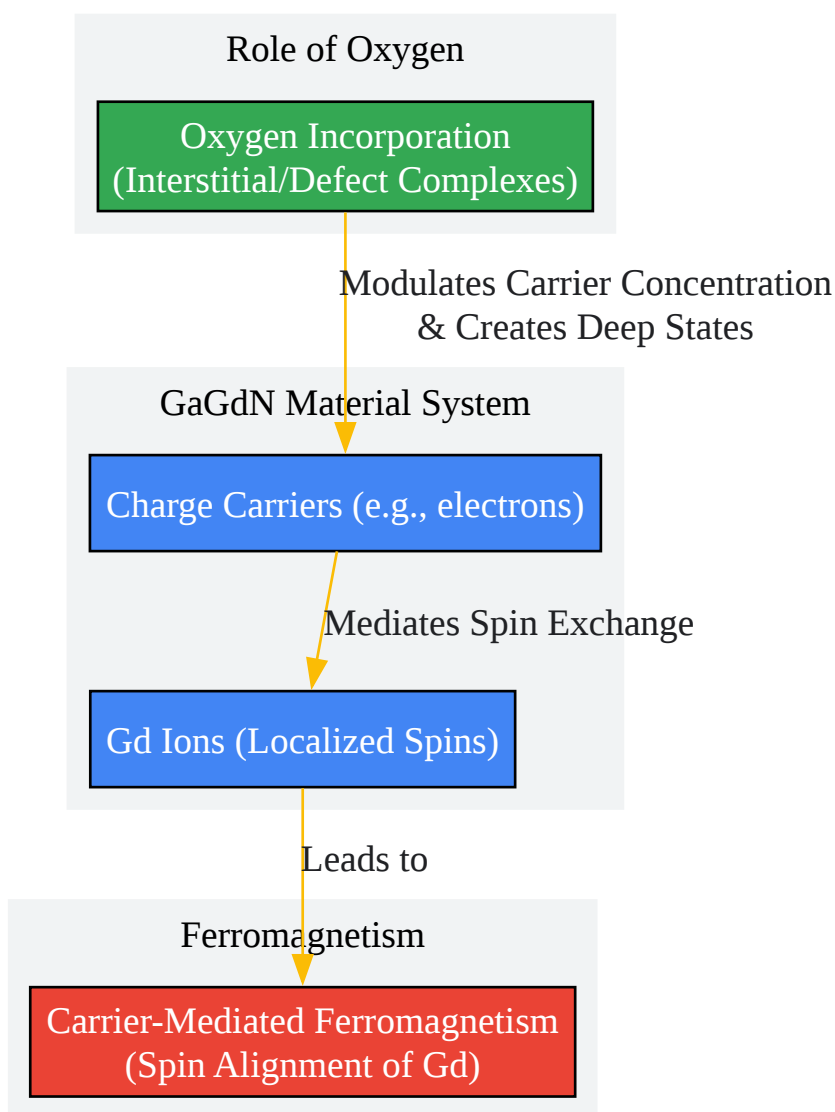 Role of Oxygen
Oxygen Incorporation
(Interstitial/Defect Complexes)
Modulates Carrier Concentration
& Creates Deep States
GaGdN Material System
Charge Carriers (e.g., electrons)
Mediates Spin Exchange
Gd Ions (Localized Spins)
Leads to
Ferromagnetism
Carrier-Mediated Ferromagnetism
(Spin Alignment of Gd)